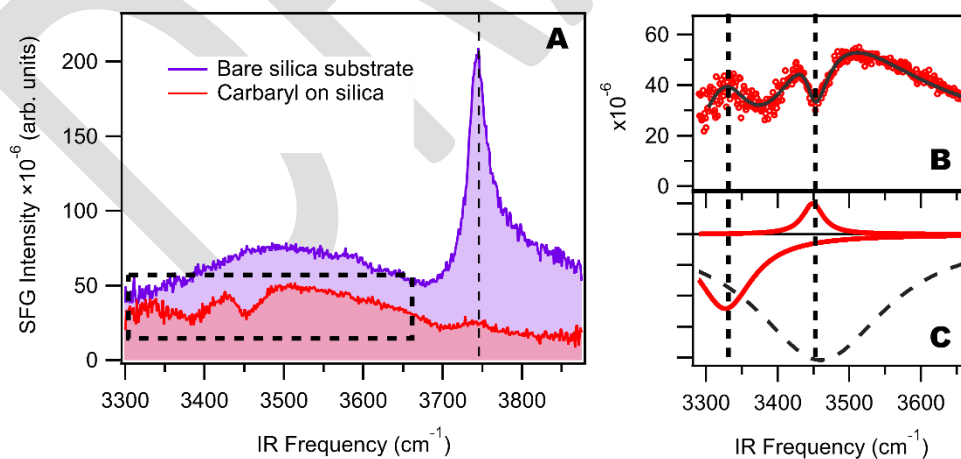 A
SFG Intensity ×10⁻⁶ (arb. units)
200
150
100
50
0
Bare silica substrate
Carbaryl on silica
3300 3400 3500 3600 3700 3800
IR Frequency (cm⁻¹)
×10⁻⁶
60
40
20
0
B
C
3300 3400 3500 3600
IR Frequency (cm⁻¹)